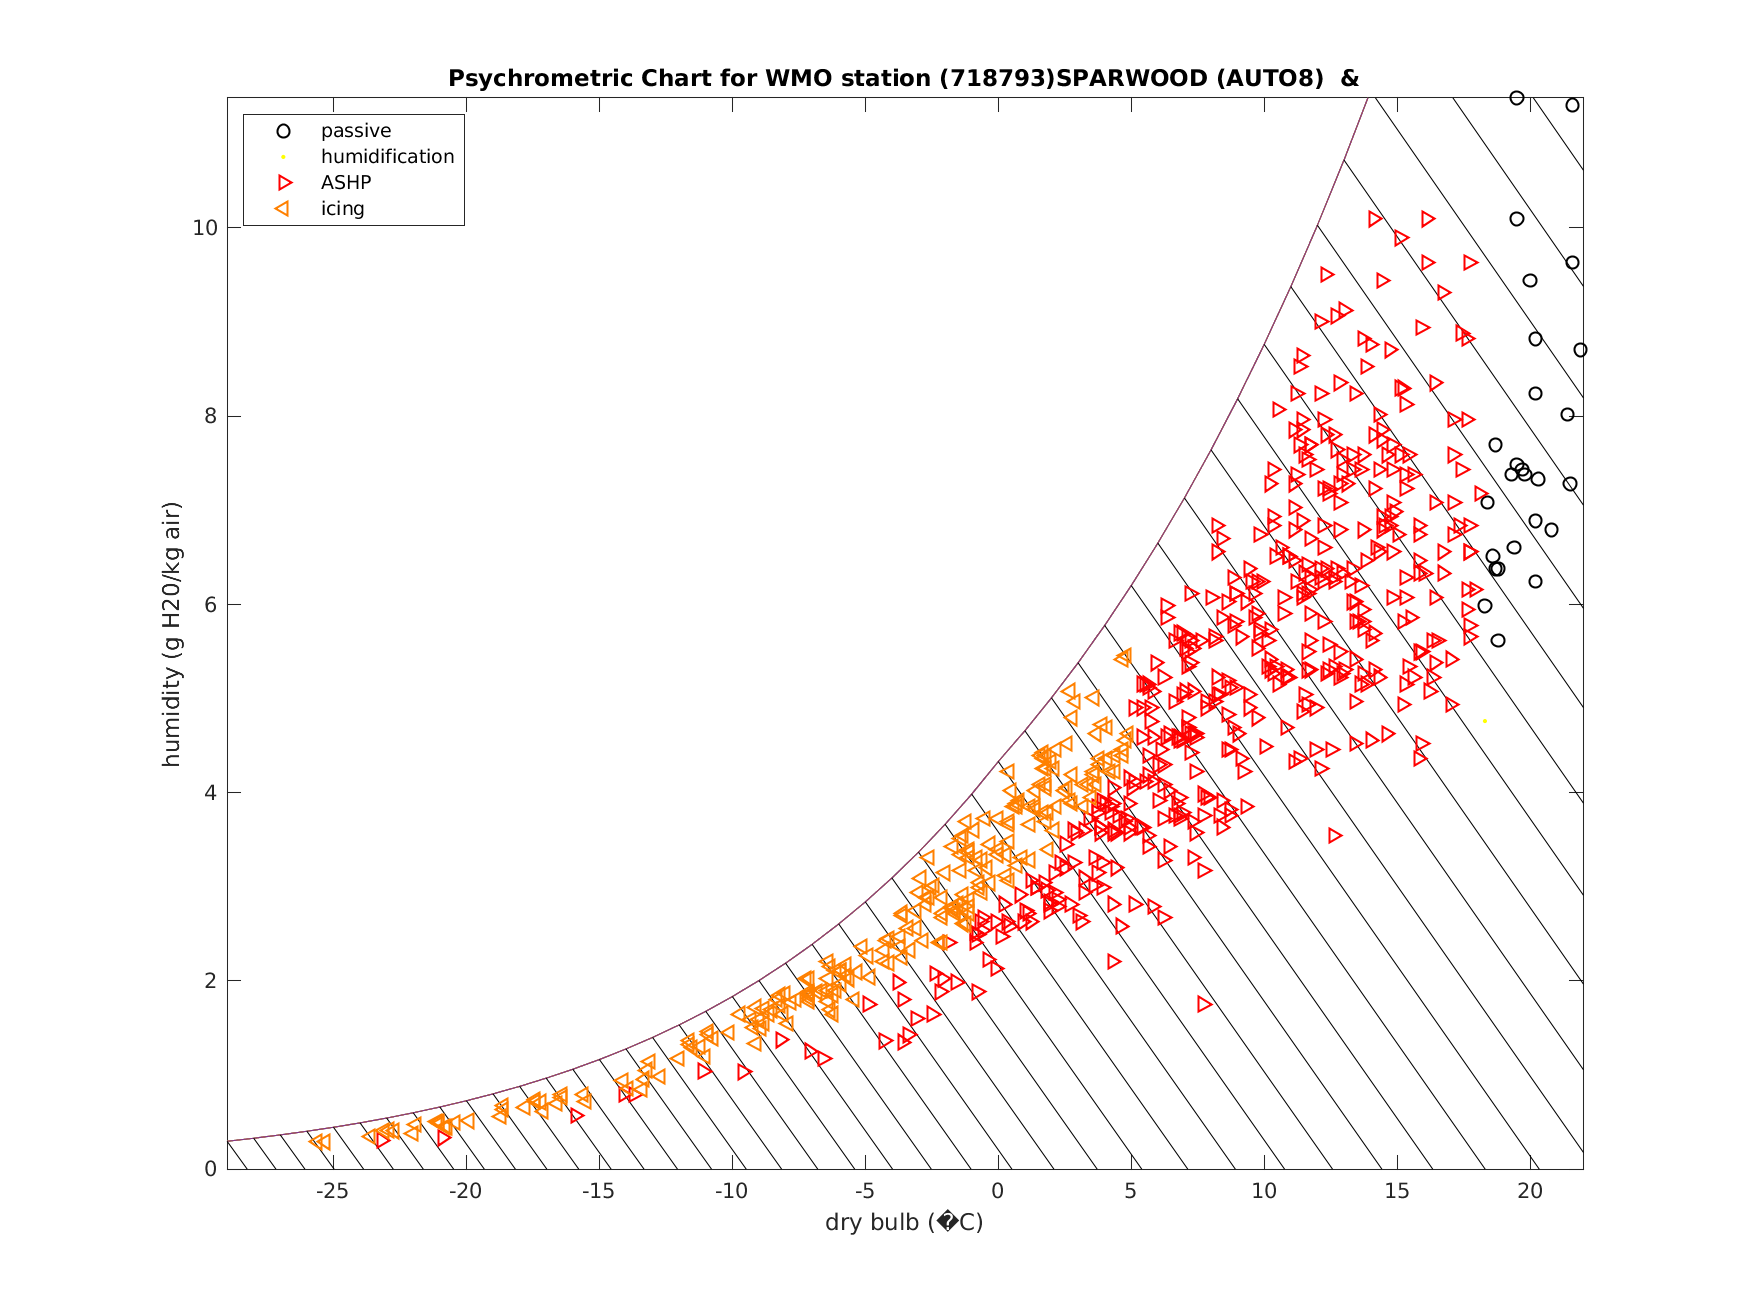 Psychrometric Chart for WMO station (718793)SPARWOOD (AUTO8)  &
passive
humidification
ASHP
icing
humidity (g H20/kg air)
10
8
6
4
2
0
-25 -20 -15 -10 -5 0 5 10 15 20
dry bulb (�C)